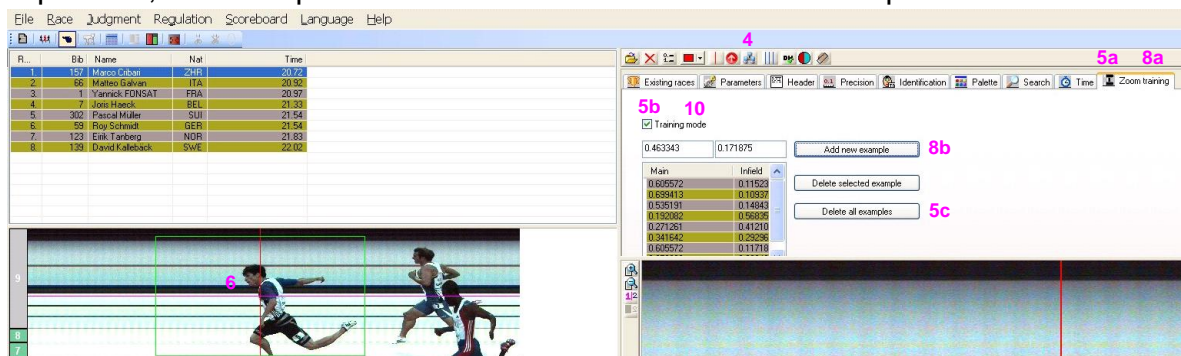 File Race Judgment Regulation Scoreboard Language Help
4
5a 8a
R... Bib Name Nat Time
1. 157 Marco Cribari ZHR 20.72
2. 66 Matteo Galvan ITA 20.92
3. 1 Yannick FONSAT FRA 20.97
4. 7 Joris Haeck BEL 21.33
5. 302 Pascal Müller SUI 21.54
6. 59 Roy Schmidt GER 21.54
7. 123 Eirik Tanberg NOR 21.83
8. 139 David Kallebäck SWE 22.02
Existing races Parameters Header Precision Identification Palette Search Time Zoom training
5b 10
Training mode
0.463343 0.171875 Add new example 8b
Main Infield
0.605572 0.11523
0.699413 0.10937
0.535191 0.14843
0.192082 0.56835
0.271261 0.41210
0.341642 0.29296
0.605572 0.11718
Delete selected example
Delete all examples 5c
9
6
8
7
1 2